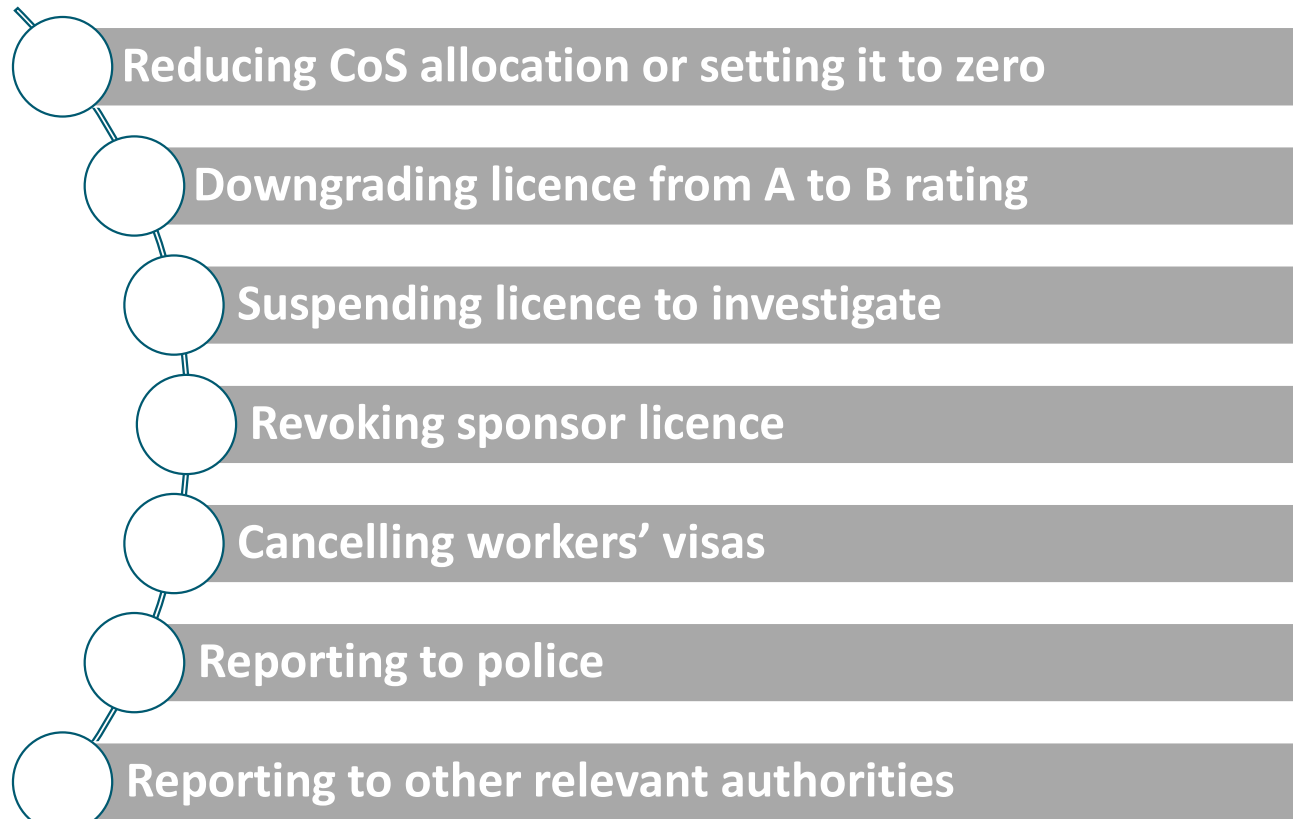 Reducing CoS allocation or setting it to zero
Downgrading licence from A to B rating
Suspending licence to investigate
Revoking sponsor licence
Cancelling workers’ visas
Reporting to police
Reporting to other relevant authorities